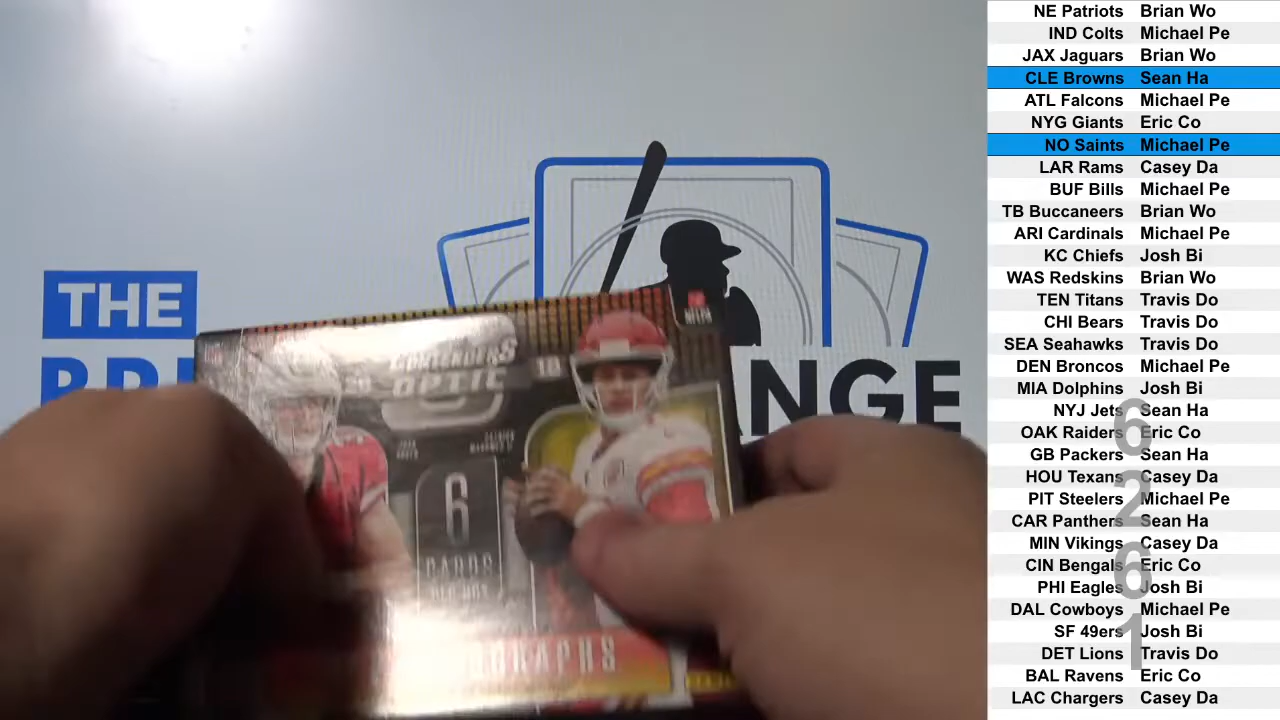 THE
ANGE
CONTENDERS
OPTIC
18
6
CARDS
NE Patriots Brian Wo
IND Colts Michael Pe
JAX Jaguars Brian Wo
CLE Browns Sean Ha
ATL Falcons Michael Pe
NYG Giants Eric Co
NO Saints Michael Pe
LAR Rams Casey Da
BUF Bills Michael Pe
TB Buccaneers Brian Wo
ARI Cardinals Michael Pe
KC Chiefs Josh Bi
WAS Redskins Brian Wo
TEN Titans Travis Do
CHI Bears Travis Do
SEA Seahawks Travis Do
DEN Broncos Michael Pe
MIA Dolphins Josh Bi
NYJ Jets Sean Ha
OAK Raiders Eric Co
GB Packers Sean Ha
HOU Texans Casey Da
PIT Steelers Michael Pe
CAR Panthers Sean Ha
MIN Vikings Casey Da
CIN Bengals Eric Co
PHI Eagles Josh Bi
DAL Cowboys Michael Pe
SF 49ers Josh Bi
DET Lions Travis Do
BAL Ravens Eric Co
LAC Chargers Casey Da
6
2
6
1